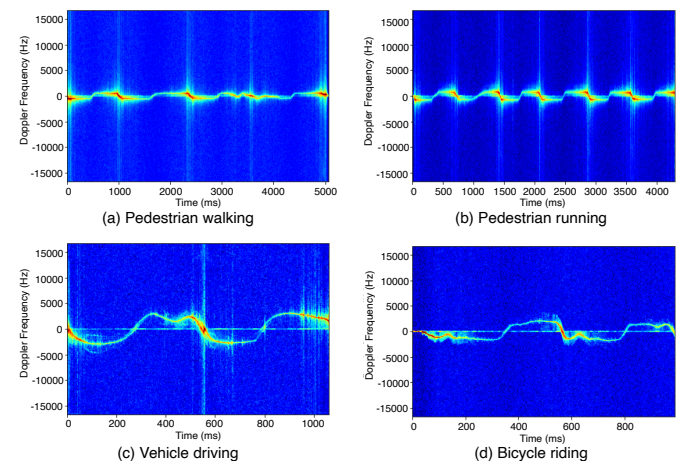 15000
10000
5000
0
-5000
-10000
-15000
Doppler Frequency (Hz)
0 1000 2000 3000 4000 5000
Time (ms)
(a) Pedestrian walking
15000
10000
5000
0
-5000
-10000
-15000
Doppler Frequency (Hz)
0 500 1000 1500 2000 2500 3000 3500 4000
Time (ms)
(b) Pedestrian running
15000
10000
5000
0
-5000
-10000
-15000
Doppler Frequency (Hz)
0 200 400 600 800 1000
Time (ms)
(c) Vehicle driving
15000
10000
5000
0
-5000
-10000
-15000
Doppler Frequency (Hz)
0 200 400 600 800
Time (ms)
(d) Bicycle riding